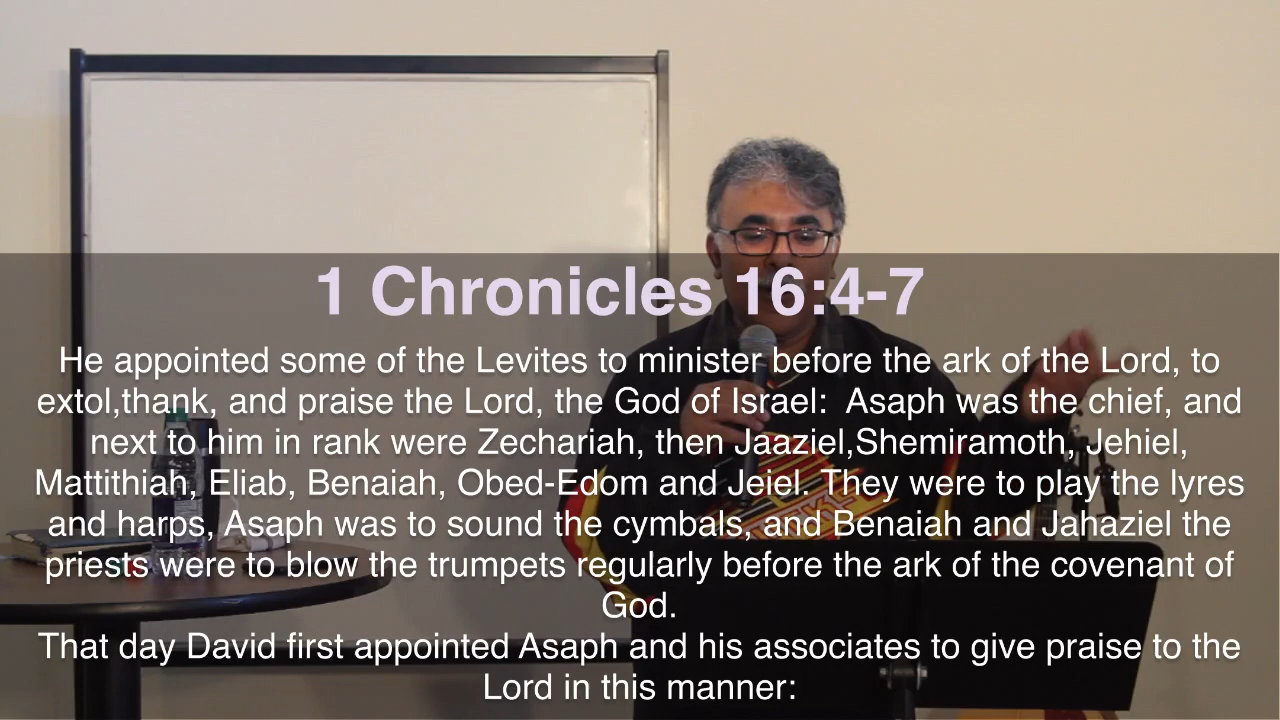 1 Chronicles 16:4-7
He appointed some of the Levites to minister before the ark of the Lord, to
extol,thank, and praise the Lord, the God of Israel:  Asaph was the chief, and
next to him in rank were Zechariah, then Jaaziel,Shemiramoth, Jehiel,
Mattithiah, Eliab, Benaiah, Obed-Edom and Jeiel. They were to play the lyres
and harps, Asaph was to sound the cymbals, and Benaiah and Jahaziel the
priests were to blow the trumpets regularly before the ark of the covenant of
God.
That day David first appointed Asaph and his associates to give praise to the
Lord in this manner: